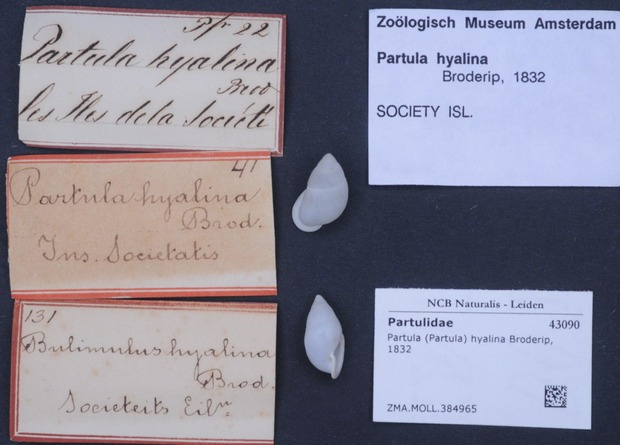 Pfr 22
Partula hyalina
Brod
les Iles de la Société
41
Partula hyalina
Brod.
Ins. Societatis
131
Bulimulus hyalina
Brod.
Societeits Eiln
Zoölogisch Museum Amsterdam
Partula hyalina
Broderip, 1832
SOCIETY ISL.
NCB Naturalis - Leiden
Partulidae 43090
Partula (Partula) hyalina Broderip,
1832
ZMA.MOLL.384965